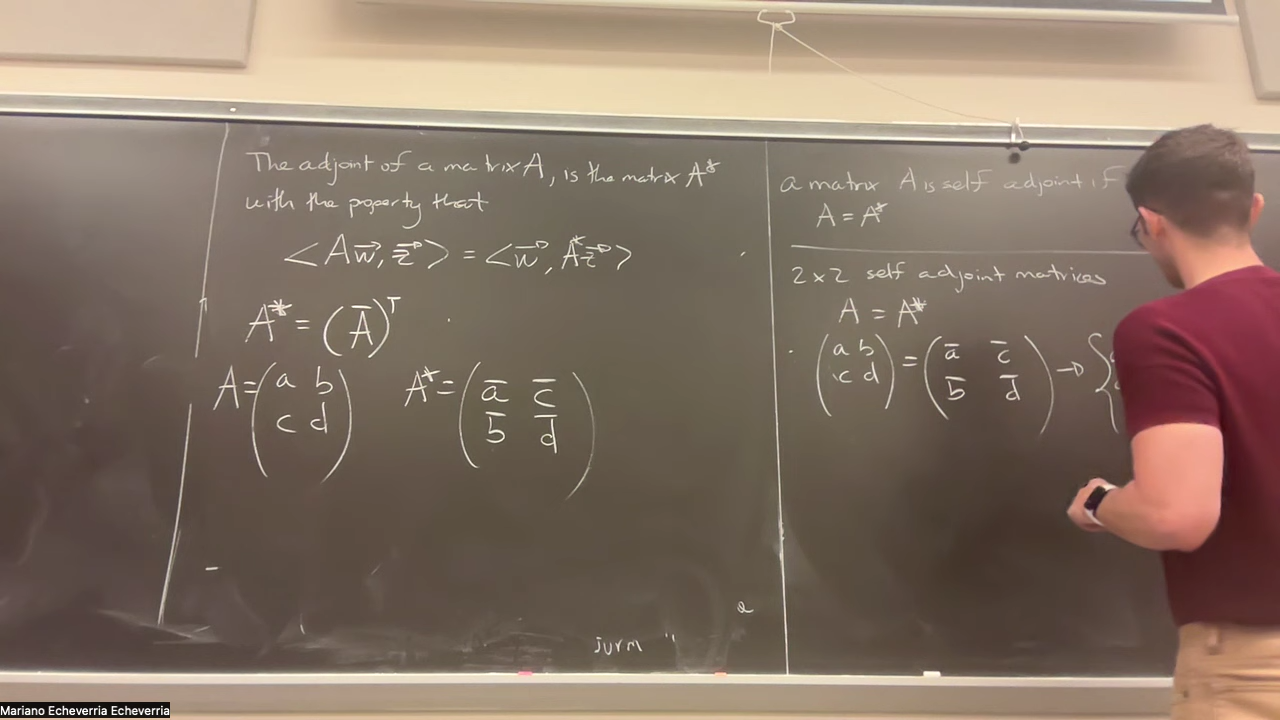 The adjoint of a matrix A, is the matrix A*
with the property that
< A w⃗, z⃗ > = < w⃗, A* z⃗ >
A* = (A̅)ᵀ
A = ( a b
c d )
A* = ( a̅ c̅
b̅ d̅ )
jurm "
a matrix A is self adjoint if
A = A*
2 x 2 self adjoint matrices
A = A*
( a b
c d ) = ( a̅ c̅
b̅ d̅ ) → {
Mariano Echeverria Echeverria